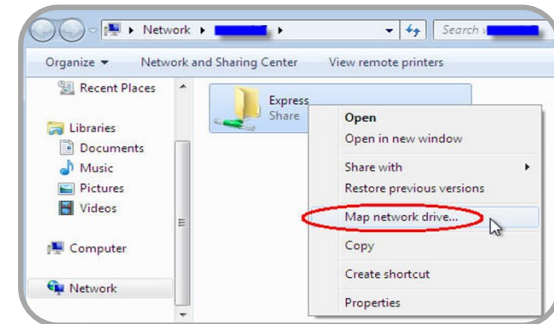 Network
Search
Organize
Network and Sharing Center
View remote printers
Recent Places
Libraries
Documents
Music
Pictures
Videos
Computer
Network
Express
Share
Open
Open in new window
Share with
Restore previous versions
Map network drive...
Copy
Create shortcut
Properties